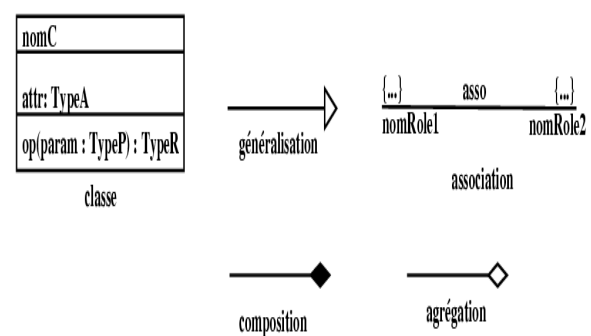 nomC
attr: TypeA
op(param : TypeP) : TypeR
classe
généralisation
{...} asso {...}
nomRole1 nomRole2
association
composition
agrégation